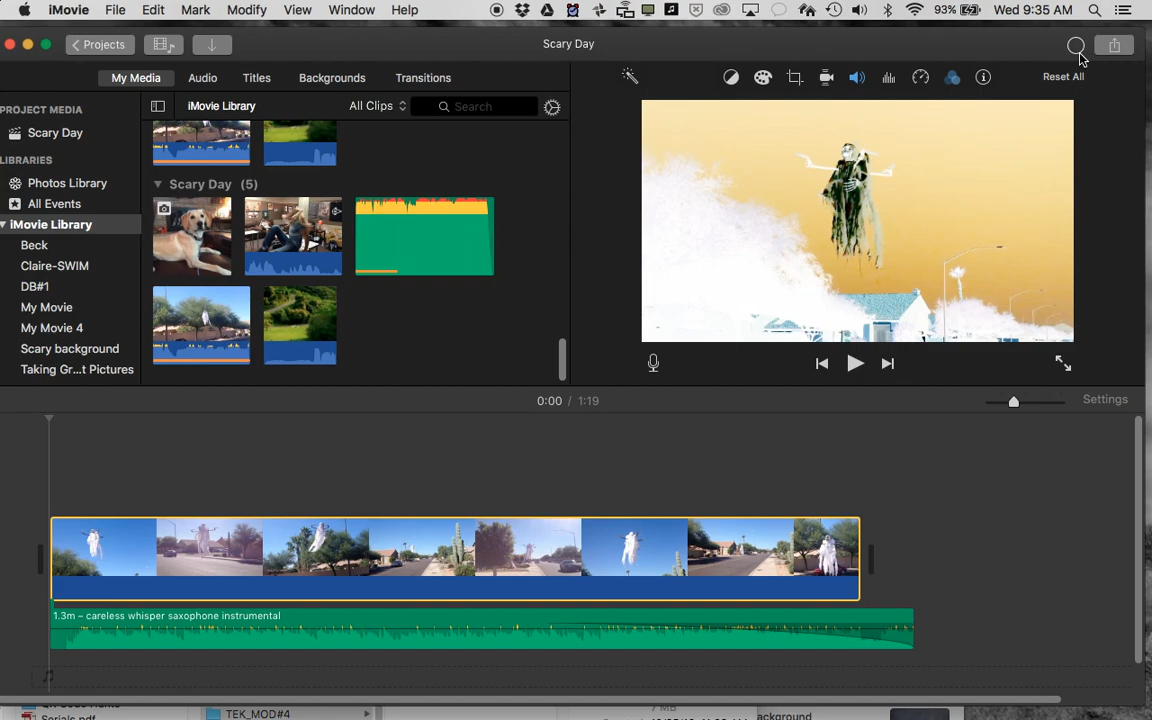 iMovie File Edit Mark Modify View Window Help 93% Wed 9:35 AM
Projects Scary Day
My Media Audio Titles Backgrounds Transitions Reset All
PROJECT MEDIA iMovie Library All Clips Search
Scary Day
LIBRARIES
Photos Library Scary Day (5)
All Events
iMovie Library
Beck
Claire-SWIM
DB#1
My Movie
My Movie 4
Scary background
Taking Gr...t Pictures
0:00 / 1:19 Settings
1.3m – careless whisper saxophone instrumental
Serials.pdf TEK_MOD#4 ackground